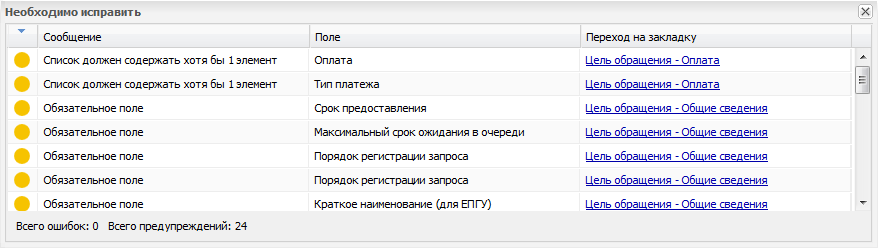 Необходимо исправить
Сообщение Поле Переход на закладку
Список должен содержать хотя бы 1 элемент Оплата Цель обращения - Оплата
Список должен содержать хотя бы 1 элемент Тип платежа Цель обращения - Оплата
Обязательное поле Срок предоставления Цель обращения - Общие сведения
Обязательное поле Максимальный срок ожидания в очереди Цель обращения - Общие сведения
Обязательное поле Порядок регистрации запроса Цель обращения - Общие сведения
Обязательное поле Порядок регистрации запроса Цель обращения - Общие сведения
Обязательное поле Краткое наименование (для ЕПГУ) Цель обращения - Общие сведения
Всего ошибок: 0 Всего предупреждений: 24